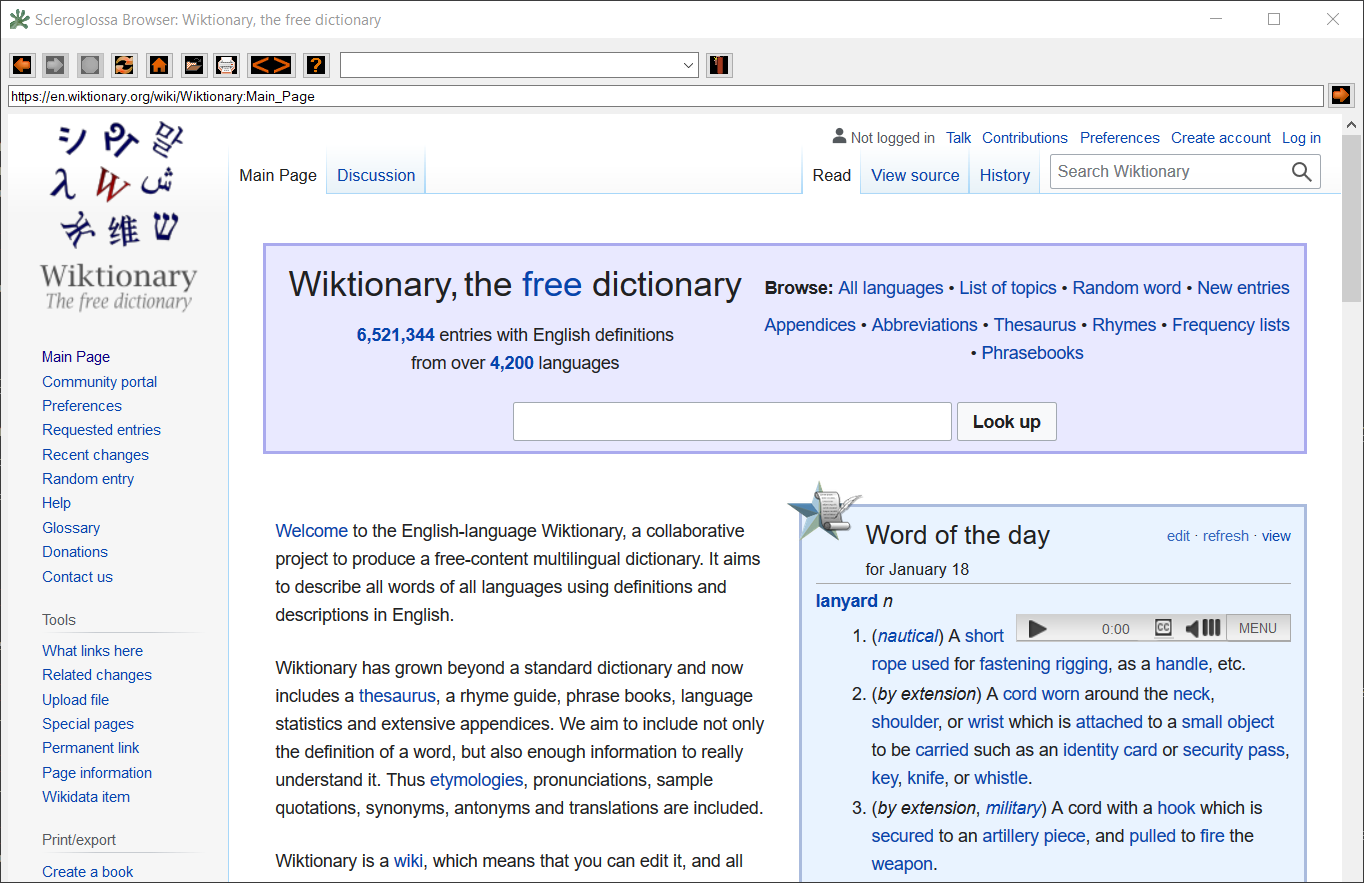 Scleroglossa Browser: Wiktionary, the free dictionary
< >
?
https://en.wiktionary.org/wiki/Wiktionary:Main_Page
シ
말
λ
W
ش
维
ש
Wiktionary
The free dictionary
Not logged in Talk Contributions Preferences Create account Log in
Main Page Discussion Read View source History Search Wiktionary
Main Page
Community portal
Preferences
Requested entries
Recent changes
Random entry
Help
Glossary
Donations
Contact us
Tools
What links here
Related changes
Upload file
Special pages
Permanent link
Page information
Wikidata item
Print/export
Create a book
Wiktionary, the free dictionary
6,521,344 entries with English definitions
from over 4,200 languages
Browse: All languages • List of topics • Random word • New entries
Appendices • Abbreviations • Thesaurus • Rhymes • Frequency lists
• Phrasebooks
Look up
Welcome to the English-language Wiktionary, a collaborative
project to produce a free-content multilingual dictionary. It aims
to describe all words of all languages using definitions and
descriptions in English.
Wiktionary has grown beyond a standard dictionary and now
includes a thesaurus, a rhyme guide, phrase books, language
statistics and extensive appendices. We aim to include not only
the definition of a word, but also enough information to really
understand it. Thus etymologies, pronunciations, sample
quotations, synonyms, antonyms and translations are included.
Wiktionary is a wiki, which means that you can edit it, and all
Word of the day
edit · refresh · view
for January 18
lanyard n
0:00 CC MENU
1. (nautical) A short
rope used for fastening rigging, as a handle, etc.
2. (by extension) A cord worn around the neck,
shoulder, or wrist which is attached to a small object
to be carried such as an identity card or security pass,
key, knife, or whistle.
3. (by extension, military) A cord with a hook which is
secured to an artillery piece, and pulled to fire the
weapon.